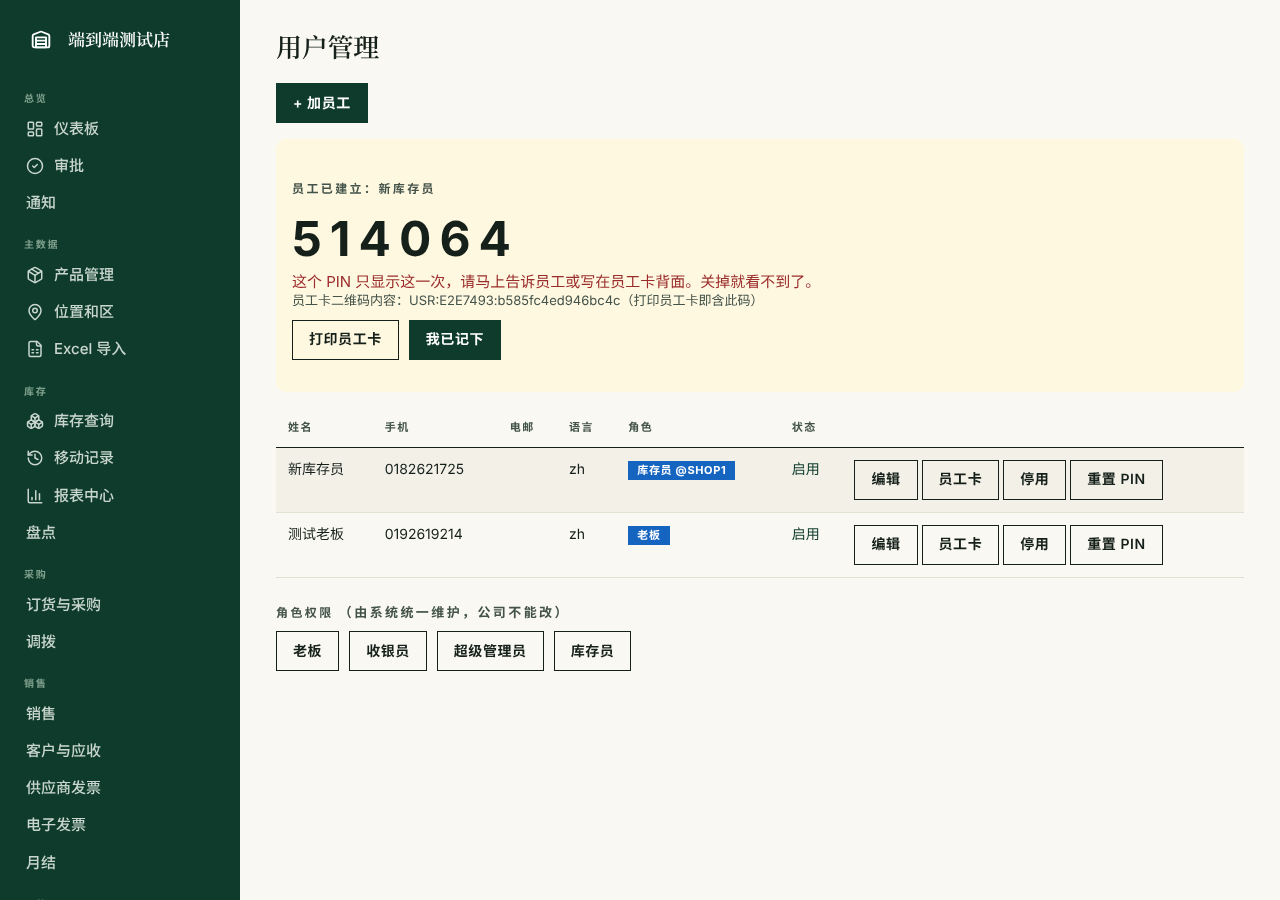 端到端测试店
总览
仪表板
审批
通知
主数据
产品管理
位置和区
Excel 导入
库存
库存查询
移动记录
报表中心
盘点
采购
订货与采购
调拨
销售
销售
客户与应收
供应商发票
电子发票
月结
用户管理
+ 加员工
员工已建立：新库存员
514064
这个 PIN 只显示这一次，请马上告诉员工或写在员工卡背面。关掉就看不到了。
员工卡二维码内容：USR:E2E7493:b585fc4ed946bc4c（打印员工卡即含此码）
打印员工卡 我已记下
姓名 手机 电邮 语言 角色 状态
新库存员 0182621725 zh 库存员 @SHOP1 启用 编辑 员工卡 停用 重置 PIN
测试老板 0192619214 zh 老板 启用 编辑 员工卡 停用 重置 PIN
角色权限 （由系统统一维护，公司不能改）
老板 收银员 超级管理员 库存员